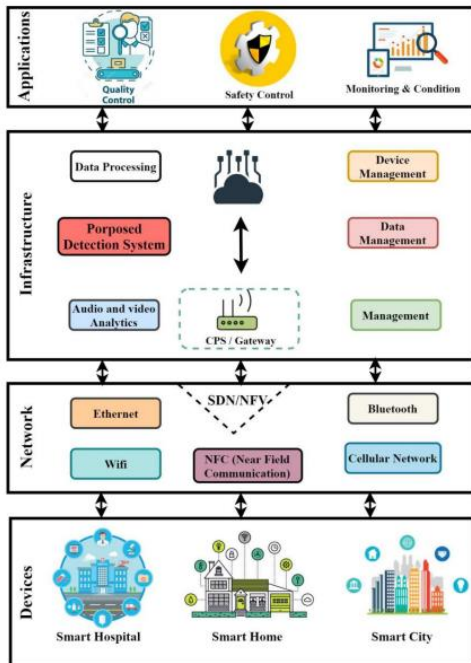 Applications
Quality
Control
Safety Control
Monitoring & Condition
Infrastructure
Data Processing
Device
Management
Porposed
Detection System
Data
Management
Audio and video
Analytics
CPS / Gateway
Management
Network
SDN/NFV
Ethernet
Bluetooth
Wifi
NFC (Near Field
Communication)
Cellular Network
Devices
Smart Hospital
Smart Home
Smart City